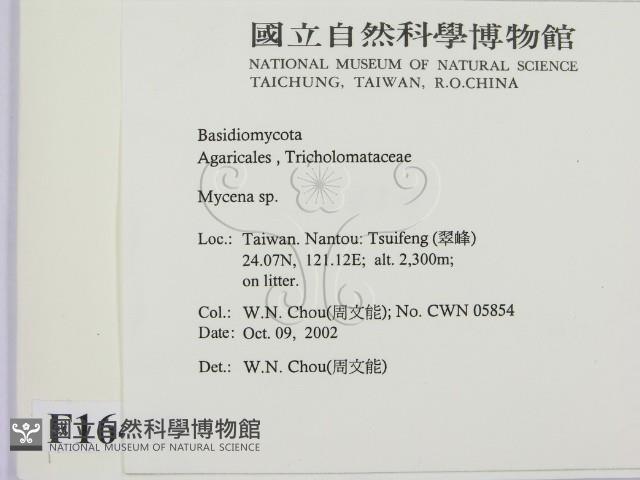 國立自然科學博物館
NATIONAL MUSEUM OF NATURAL SCIENCE
TAICHUNG, TAIWAN, R.O.CHINA
Basidiomycota
Agaricales , Tricholomataceae
Mycena sp.
Loc.: Taiwan. Nantou: Tsuifeng (翠峰)
24.07N, 121.12E; alt. 2,300m;
on litter.
Col.: W.N. Chou(周文能); No. CWN 05854
Date: Oct. 09, 2002
Det.: W.N. Chou(周文能)
F16
國立自然科學博物館
NATIONAL MUSEUM OF NATURAL SCIENCE